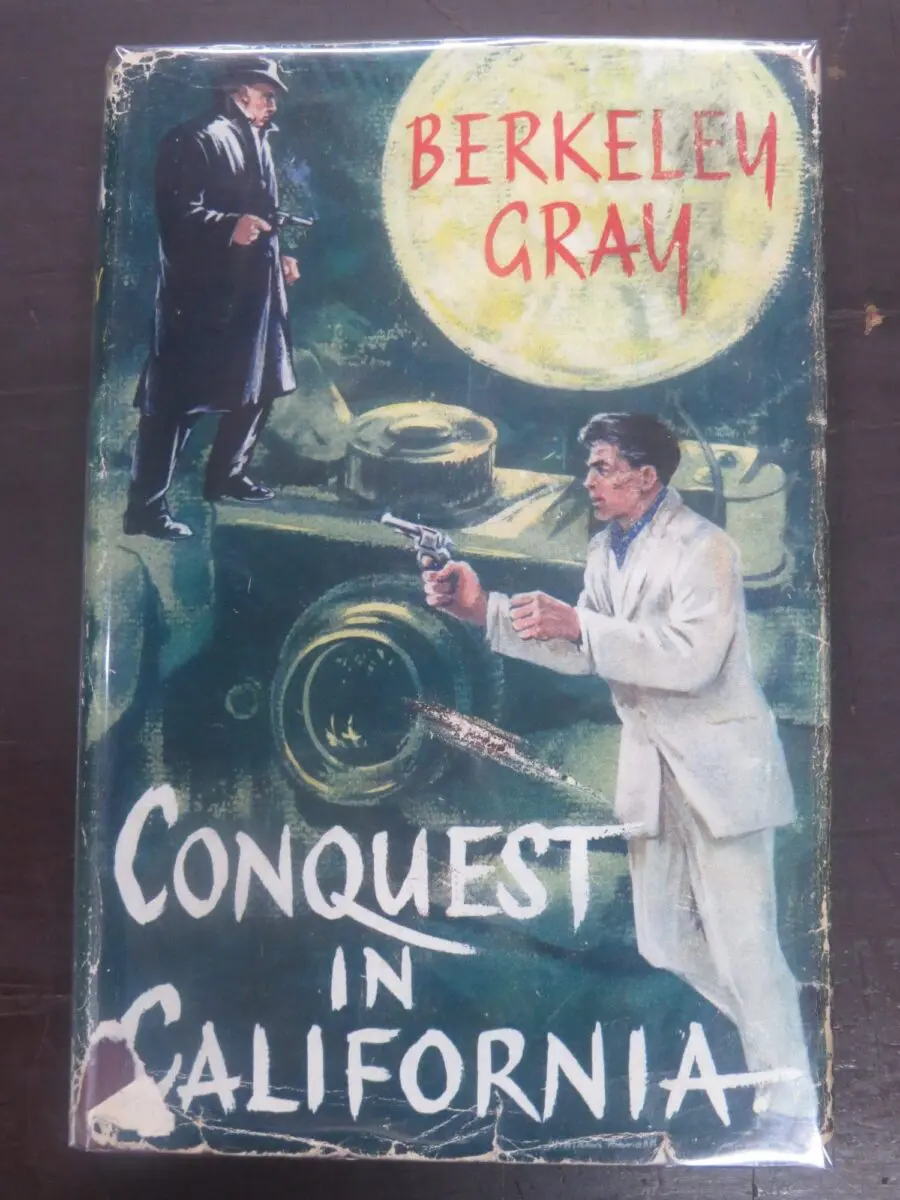 BERKELEY
GRAY
CONQUEST
IN
CALIFORNIA